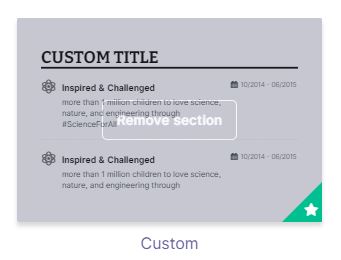 CUSTOM TITLE
Inspired & Challenged
10/2014 - 06/2015
more than 1 million children to love science,
nature, and engineering through
#ScienceForAll
Remove section
Inspired & Challenged
10/2014 - 06/2015
more than 1 million children to love science,
nature, and engineering through
Custom